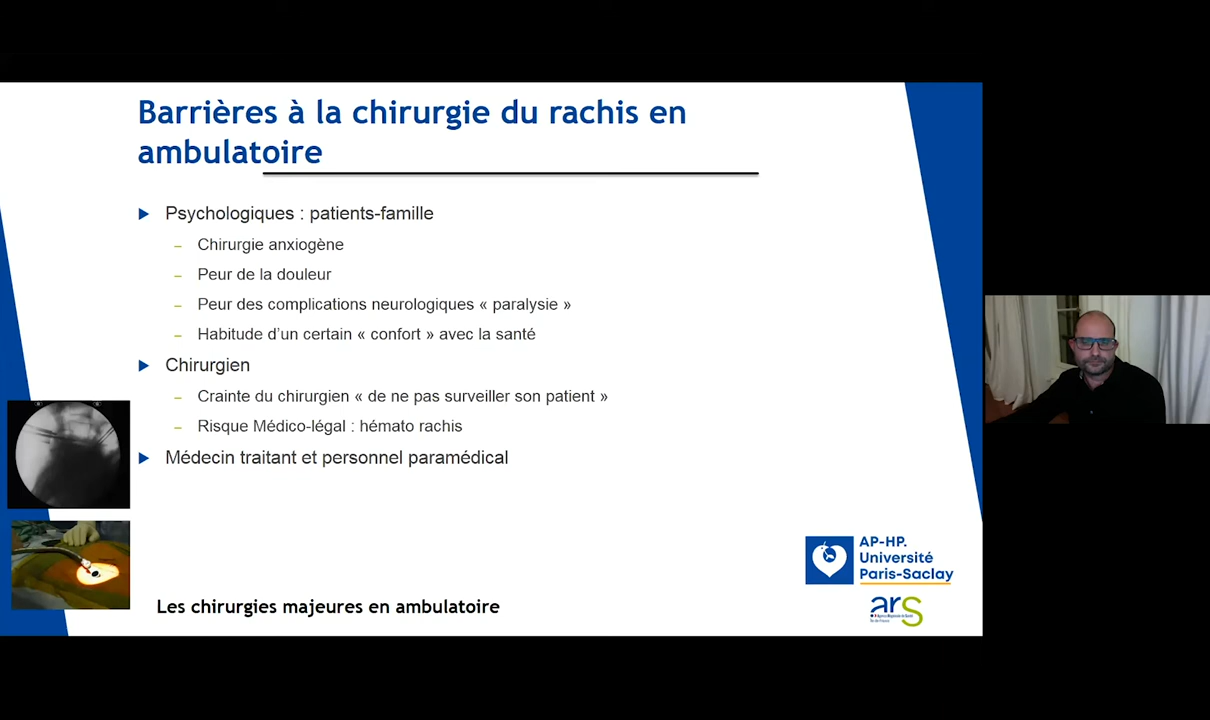 Barrières à la chirurgie du rachis en
ambulatoire
Psychologiques : patients-famille
– Chirurgie anxiogène
– Peur de la douleur
– Peur des complications neurologiques « paralysie »
– Habitude d’un certain « confort » avec la santé
Chirurgien
– Crainte du chirurgien « de ne pas surveiller son patient »
– Risque Médico-légal : hémato rachis
Médecin traitant et personnel paramédical
AP-HP.
Université
Paris-Saclay
ars
Les chirurgies majeures en ambulatoire